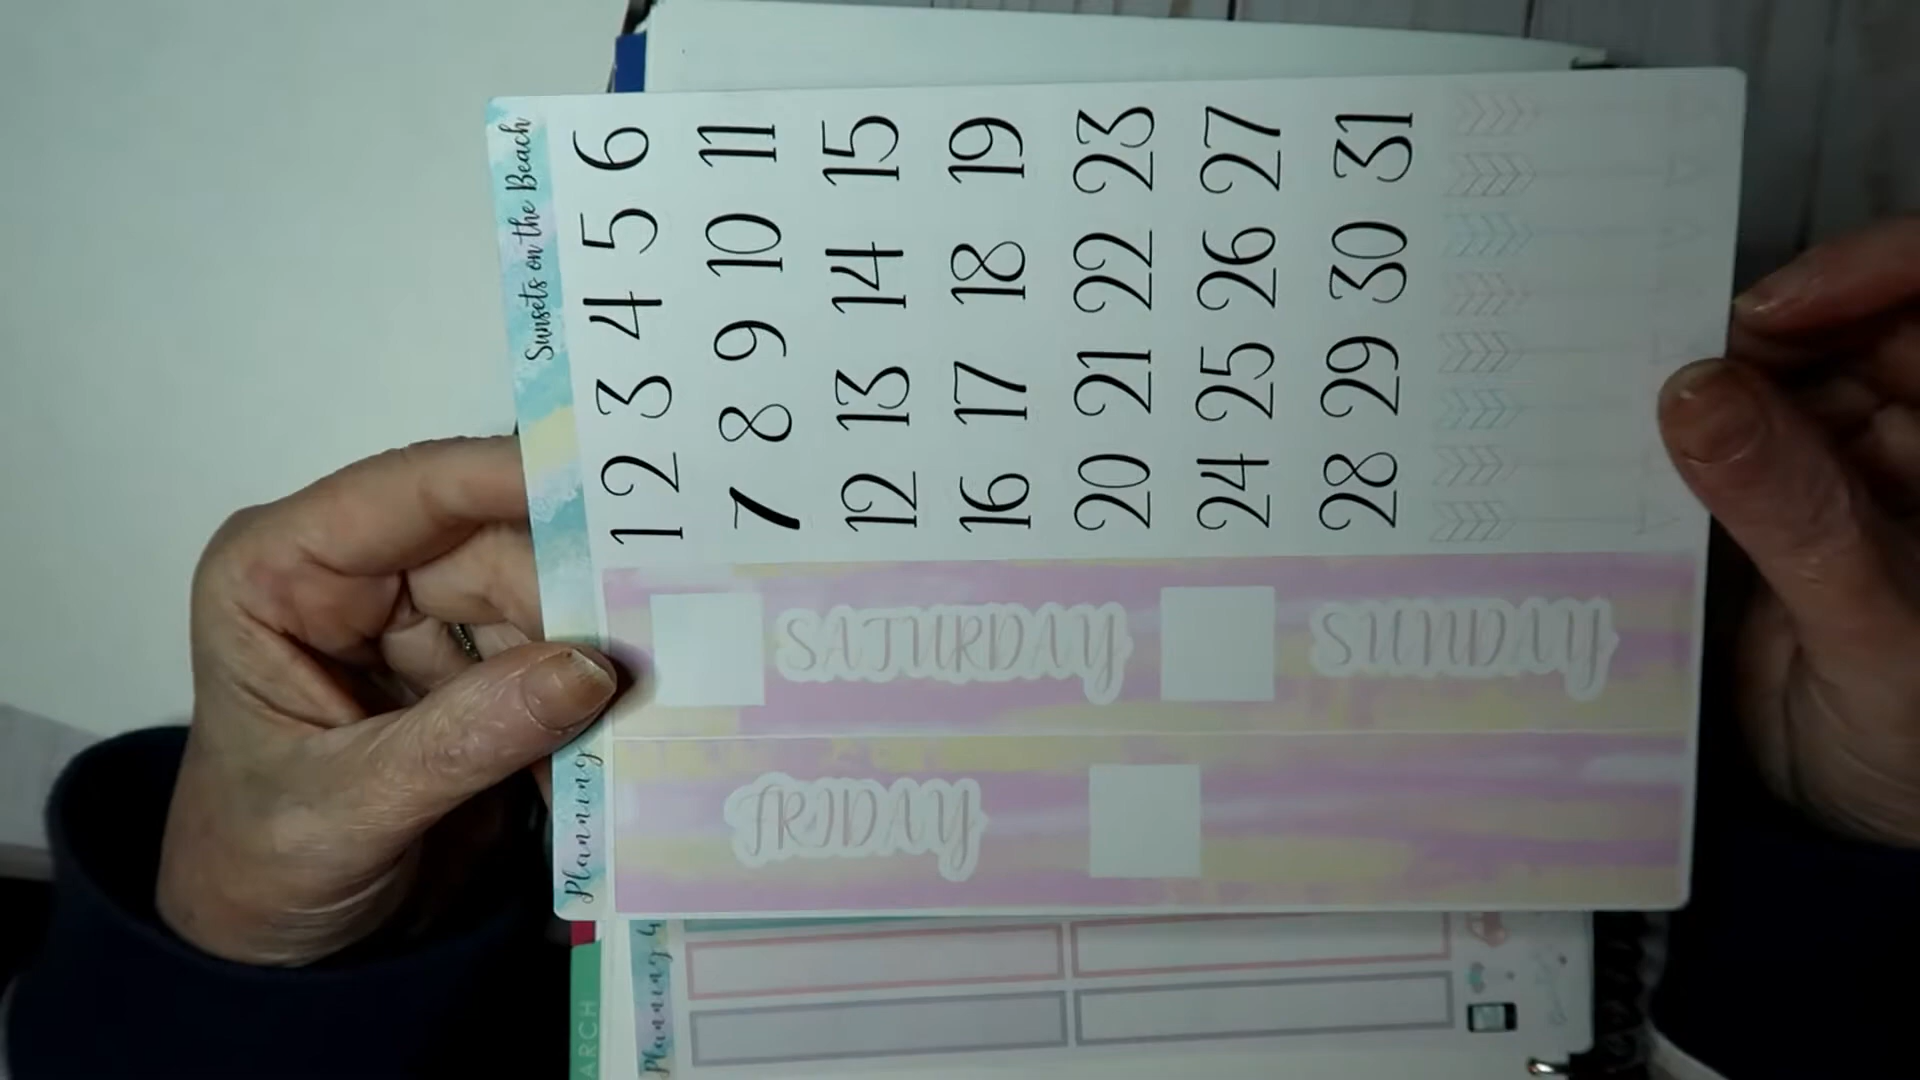 Sunsets on the Beach
Planning
1 2 3 4 5 6
7 8 9 10 11
12 13 14 15
16 17 18 19
20 21 22 23
24 25 26 27
28 29 30 31
SATURDAY
SUNDAY
FRIDAY
Planning
ARCH